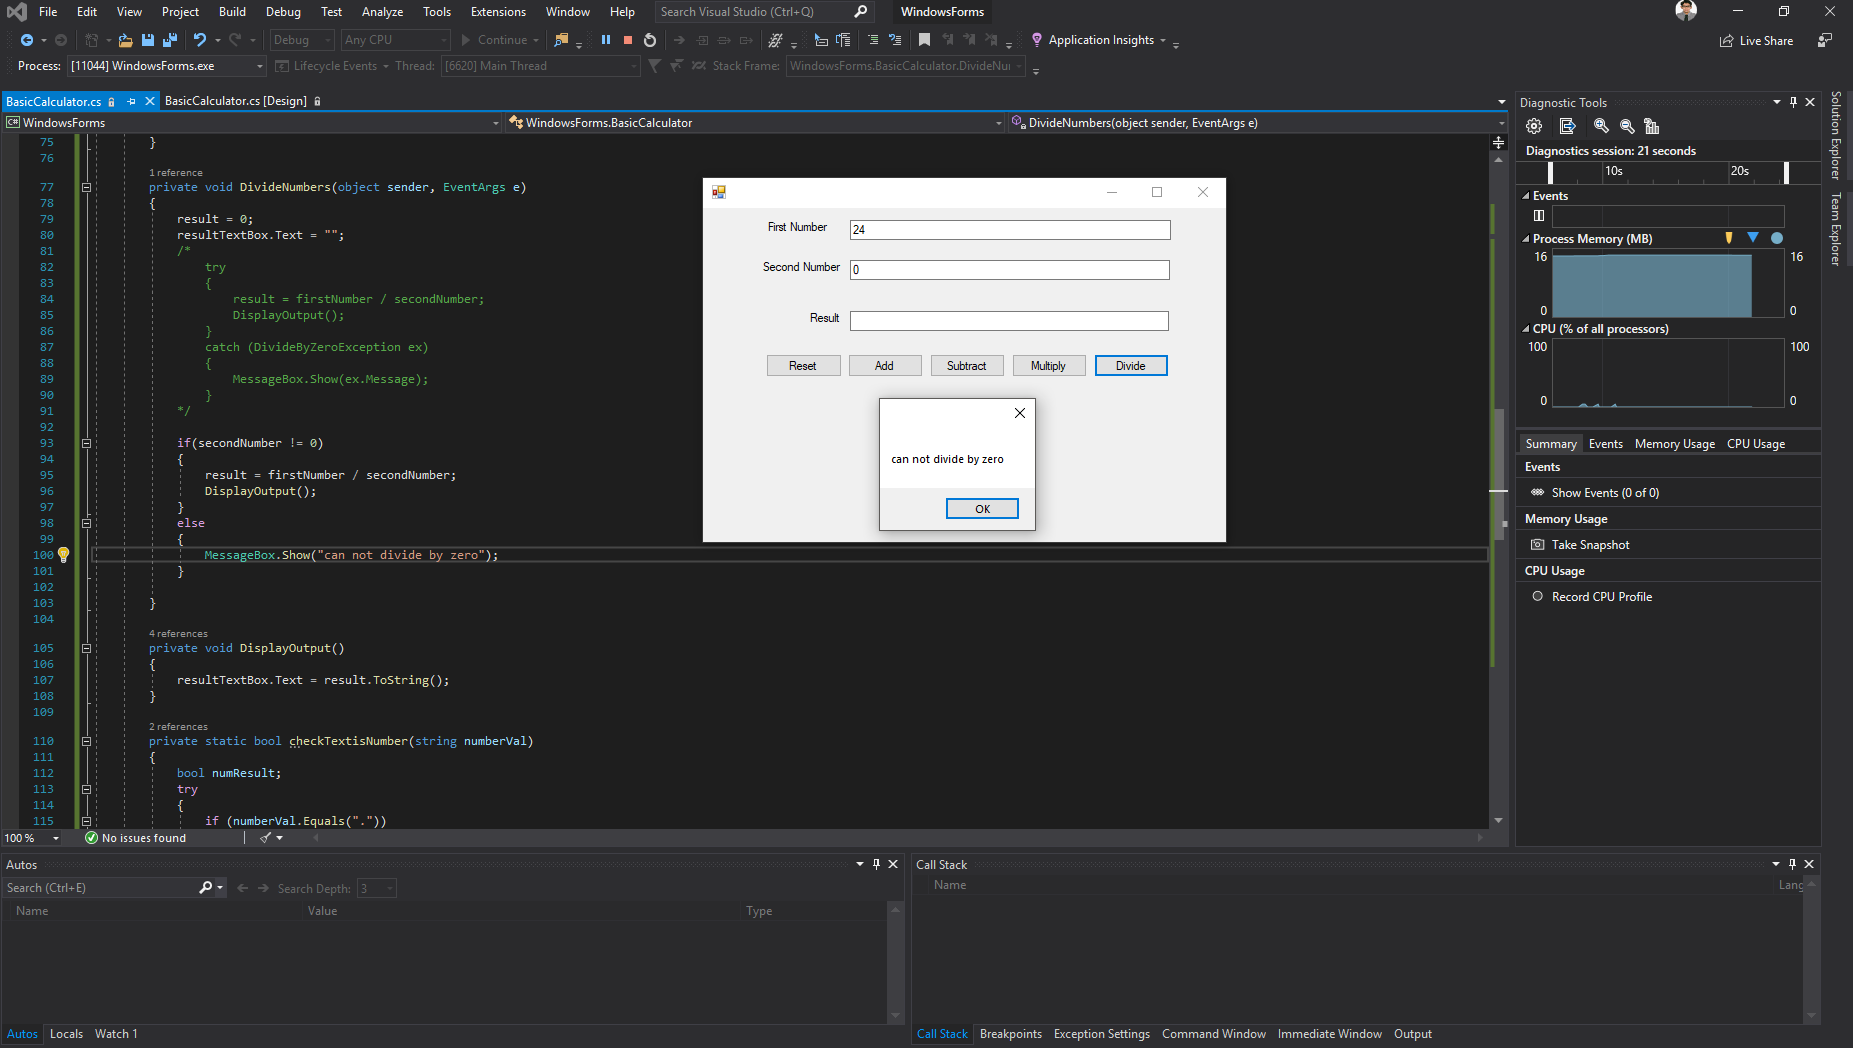 File Edit View Project Build Debug Test Analyze Tools Extensions Window Help Search Visual Studio (Ctrl+Q) WindowsForms
Debug Any CPU Continue Application Insights Live Share
Process: [11044] WindowsForms.exe Lifecycle Events Thread: [6620] Main Thread Stack Frame: WindowsForms.BasicCalculator.DivideNu
BasicCalculator.cs BasicCalculator.cs [Design]
C# WindowsForms WindowsForms.BasicCalculator DivideNumbers(object sender, EventArgs e)
75 }
76
1 reference
77 private void DivideNumbers(object sender, EventArgs e)
78 {
79 result = 0;
80 resultTextBox.Text = "";
81 /*
82 try
83 {
84 result = firstNumber / secondNumber;
85 DisplayOutput();
86 }
87 catch (DivideByZeroException ex)
88 {
89 MessageBox.Show(ex.Message);
90 }
91 */
92
93 if(secondNumber != 0)
94 {
95 result = firstNumber / secondNumber;
96 DisplayOutput();
97 }
98 else
99 {
100 MessageBox.Show("can not divide by zero");
101 }
102
103 }
104
4 references
105 private void DisplayOutput()
106 {
107 resultTextBox.Text = result.ToString();
108 }
109
2 references
110 private static bool checkTextisNumber(string numberVal)
111 {
112 bool numResult;
113 try
114 {
115 if (numberVal.Equals("."))
100 % No issues found
First Number 24
Second Number 0
Result
Reset Add Subtract Multiply Divide
can not divide by zero
OK
Diagnostic Tools
Diagnostics session: 21 seconds
10s 20s
Events
Process Memory (MB)
16 16
0 0
CPU (% of all processors)
100 100
0 0
Summary Events Memory Usage CPU Usage
Events
Show Events (0 of 0)
Memory Usage
Take Snapshot
CPU Usage
Record CPU Profile
Solution Explorer
Team Explorer
Autos
Search (Ctrl+E) Search Depth: 3
Name Value Type
Autos Locals Watch 1
Call Stack
Name Lang
Call Stack Breakpoints Exception Settings Command Window Immediate Window Output